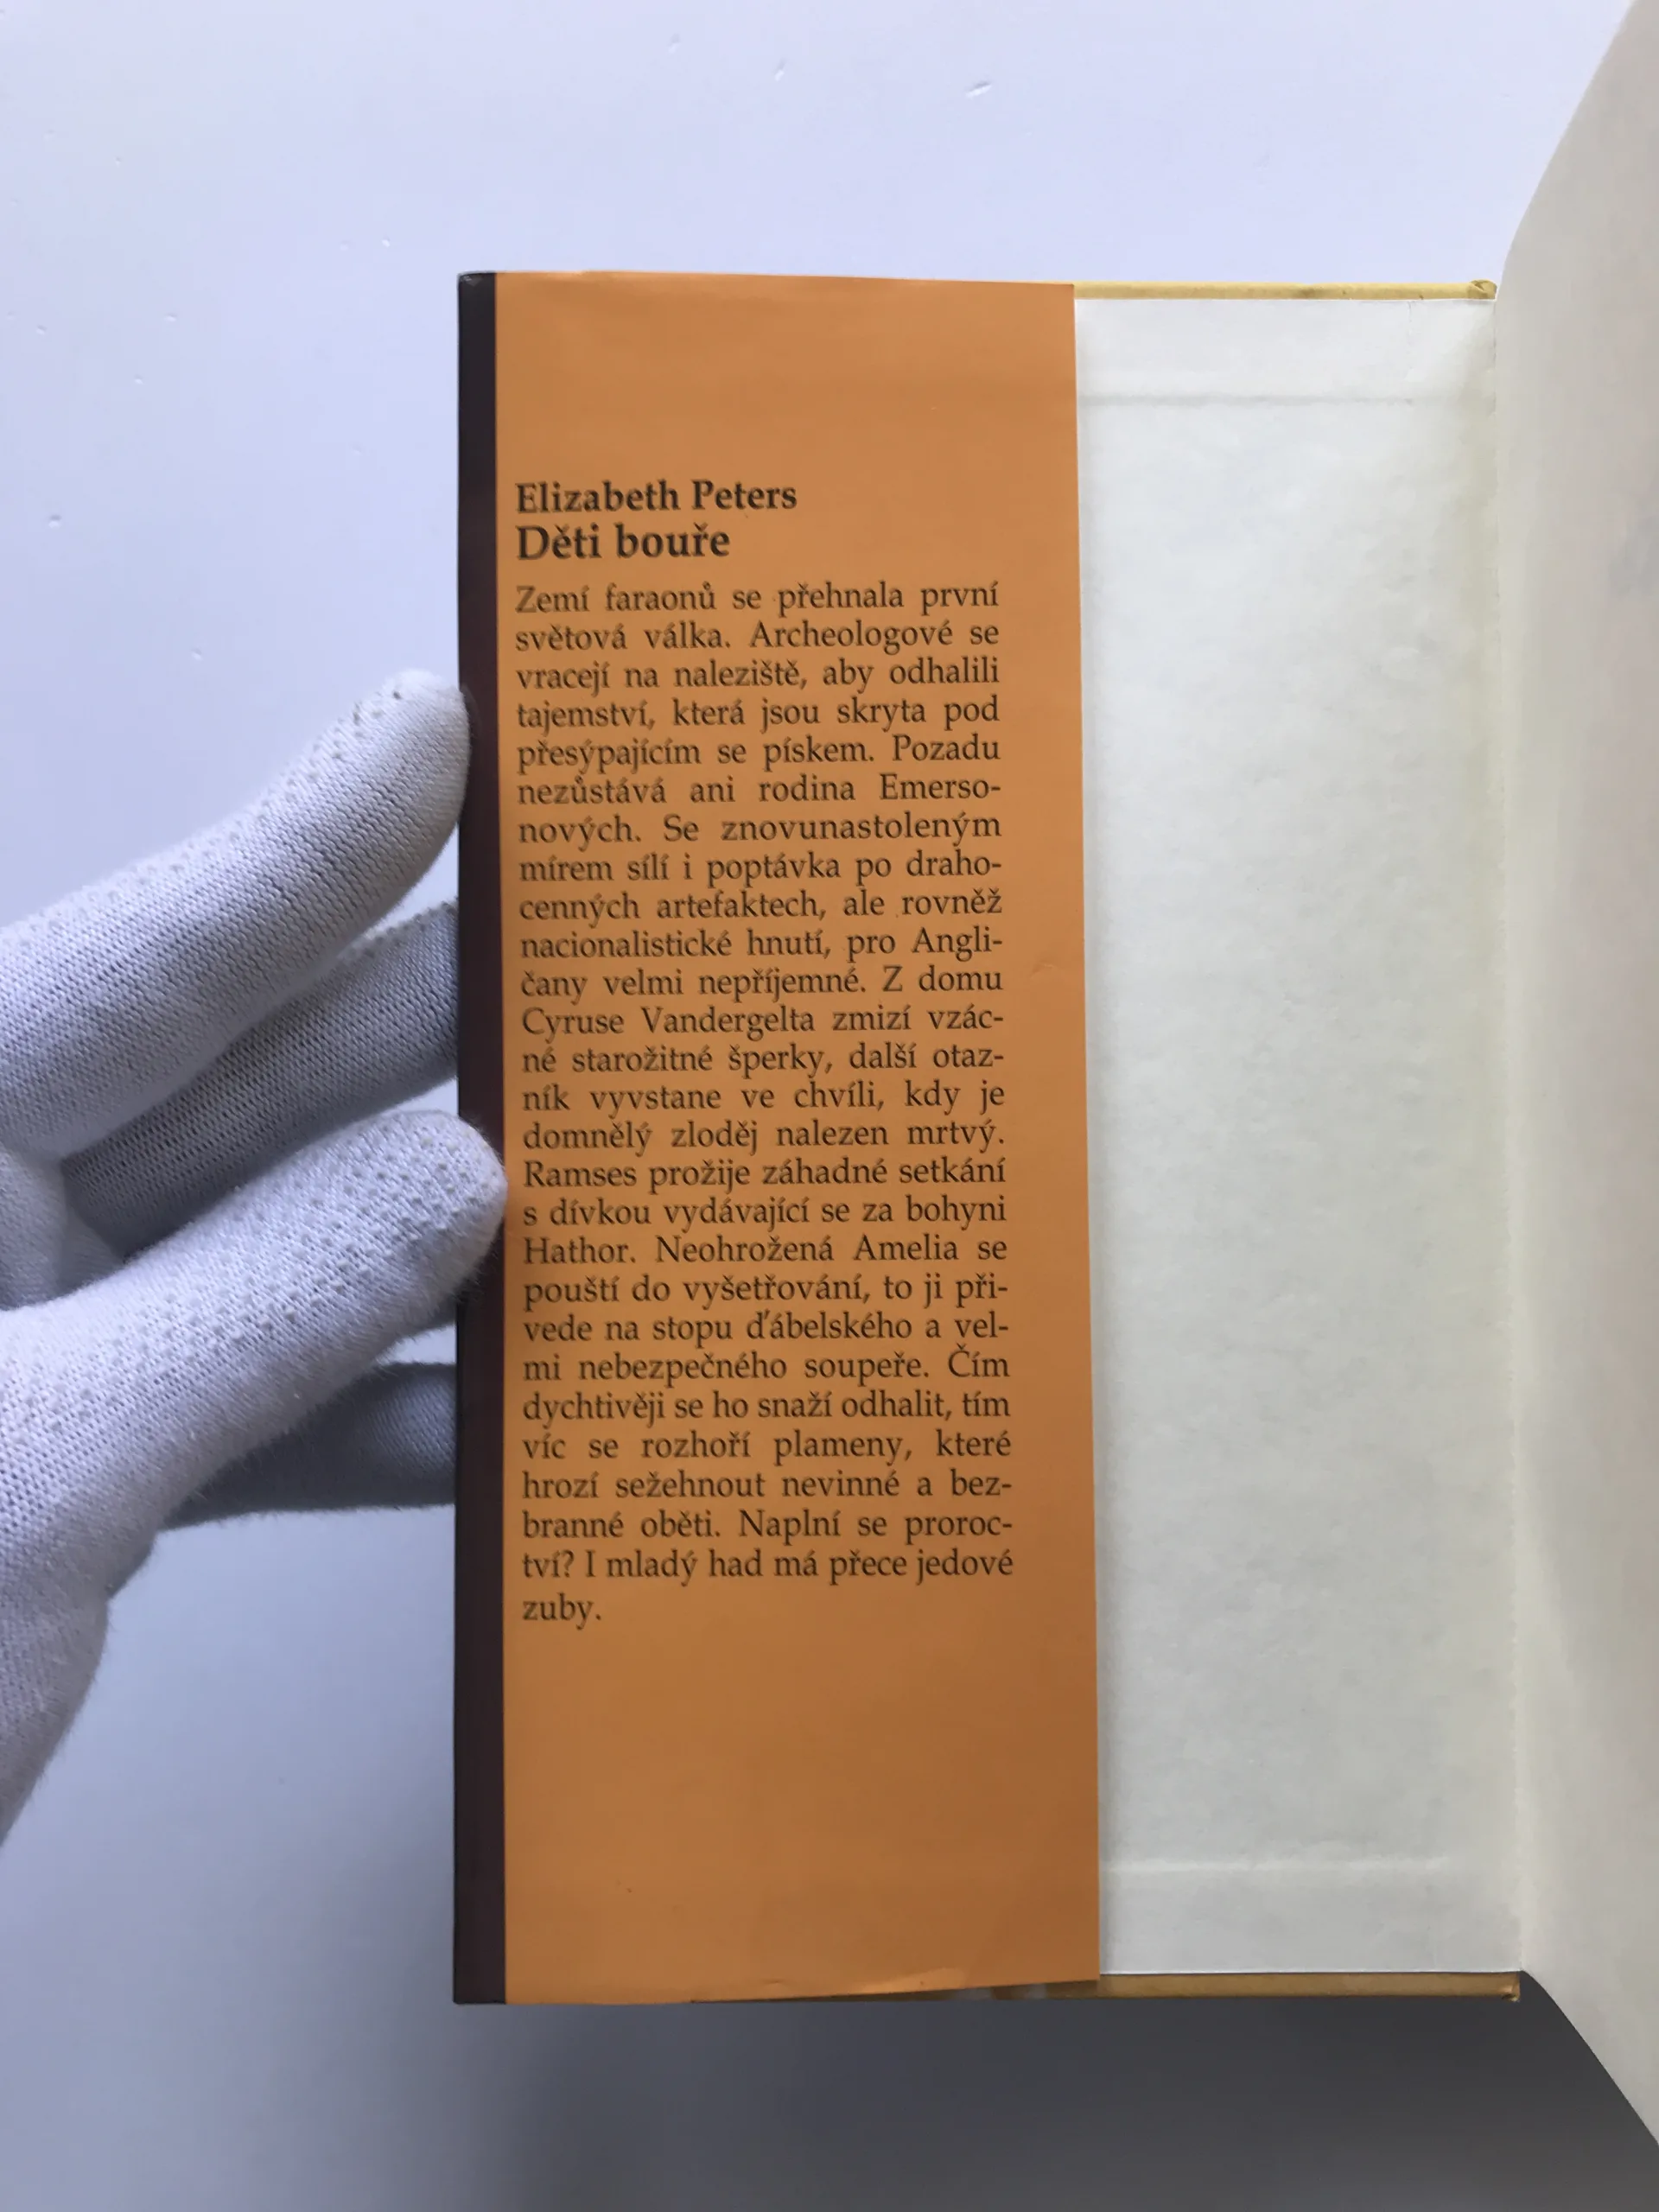 Elizabeth Peters
Děti bouře
Zemí faraonů se přehnala první
světová válka. Archeologové se
vracejí na naleziště, aby odhalili
tajemství, která jsou skryta pod
přesýpajícím se pískem. Pozadu
nezůstává ani rodina Emerso-
nových. Se znovunastoleným
mírem sílí i poptávka po draho-
cenných artefaktech, ale rovněž
nacionalistické hnutí, pro Angli-
čany velmi nepříjemné. Z domu
Cyruse Vandergelta zmizí vzác-
né starožitné šperky, další otaz-
ník vyvstane ve chvíli, kdy je
domnělý zloděj nalezen mrtvý.
Ramses prožije záhadné setkání
s dívkou vydávající se za bohyni
Hathor. Neohrožená Amelia se
pouští do vyšetřování, to ji při-
vede na stopu ďábelského a vel-
mi nebezpečného soupeře. Čím
dychtivěji se ho snaží odhalit, tím
víc se rozhoří plameny, které
hrozí sežehnout nevinné a bez-
branné oběti. Naplní se proroc-
tví? I mladý had má přece jedové
zuby.